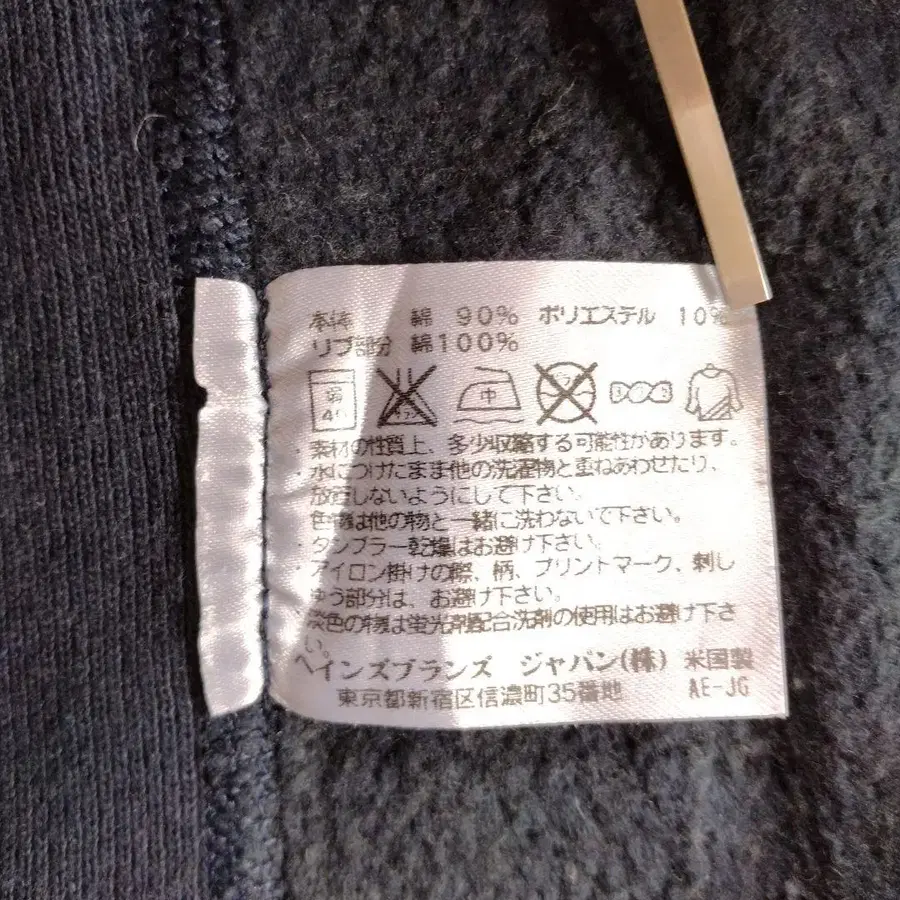 本体 綿 90% ポリエステル 10%
リブ部分 綿100%
弱 40 サラシ 中 ドライ
・素材の性質上、多少収縮する可能性があります。
・水につけたまま他の洗濯物と重ねあわせたり、
放置しないようにして下さい。
色物は他の物と一緒に洗わないで下さい。
・タンブラー乾燥はお避け下さい。
・アイロン掛けの際、柄、プリントマーク、刺し
ゅう部分は、お避け下さい。
淡色の物は蛍光剤配合洗剤の使用はお避け下さ
い。
ヘインズブランズ ジャパン(株) 米国製
東京都新宿区信濃町35番地 AE-JG